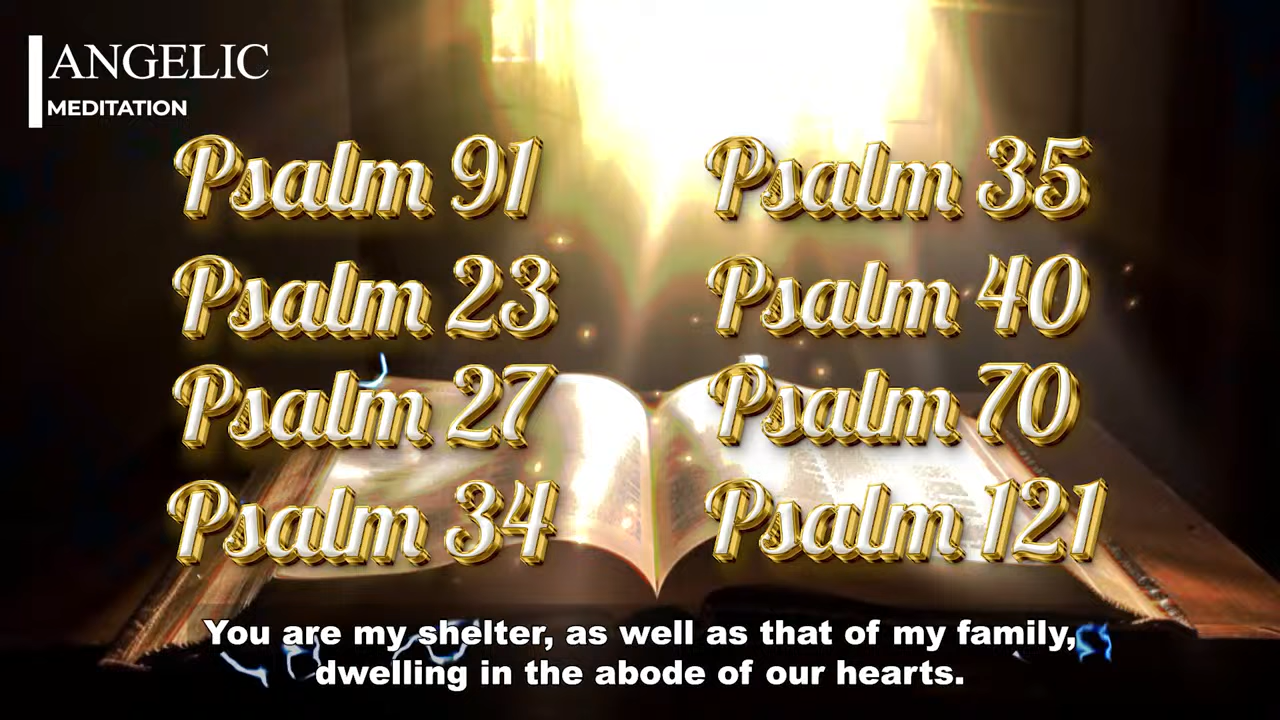 ANGELIC
MEDITATION
Psalm 91
Psalm 23
Psalm 27
Psalm 34
Psalm 35
Psalm 40
Psalm 70
Psalm 121
You are my shelter, as well as that of my family,
dwelling in the abode of our hearts.